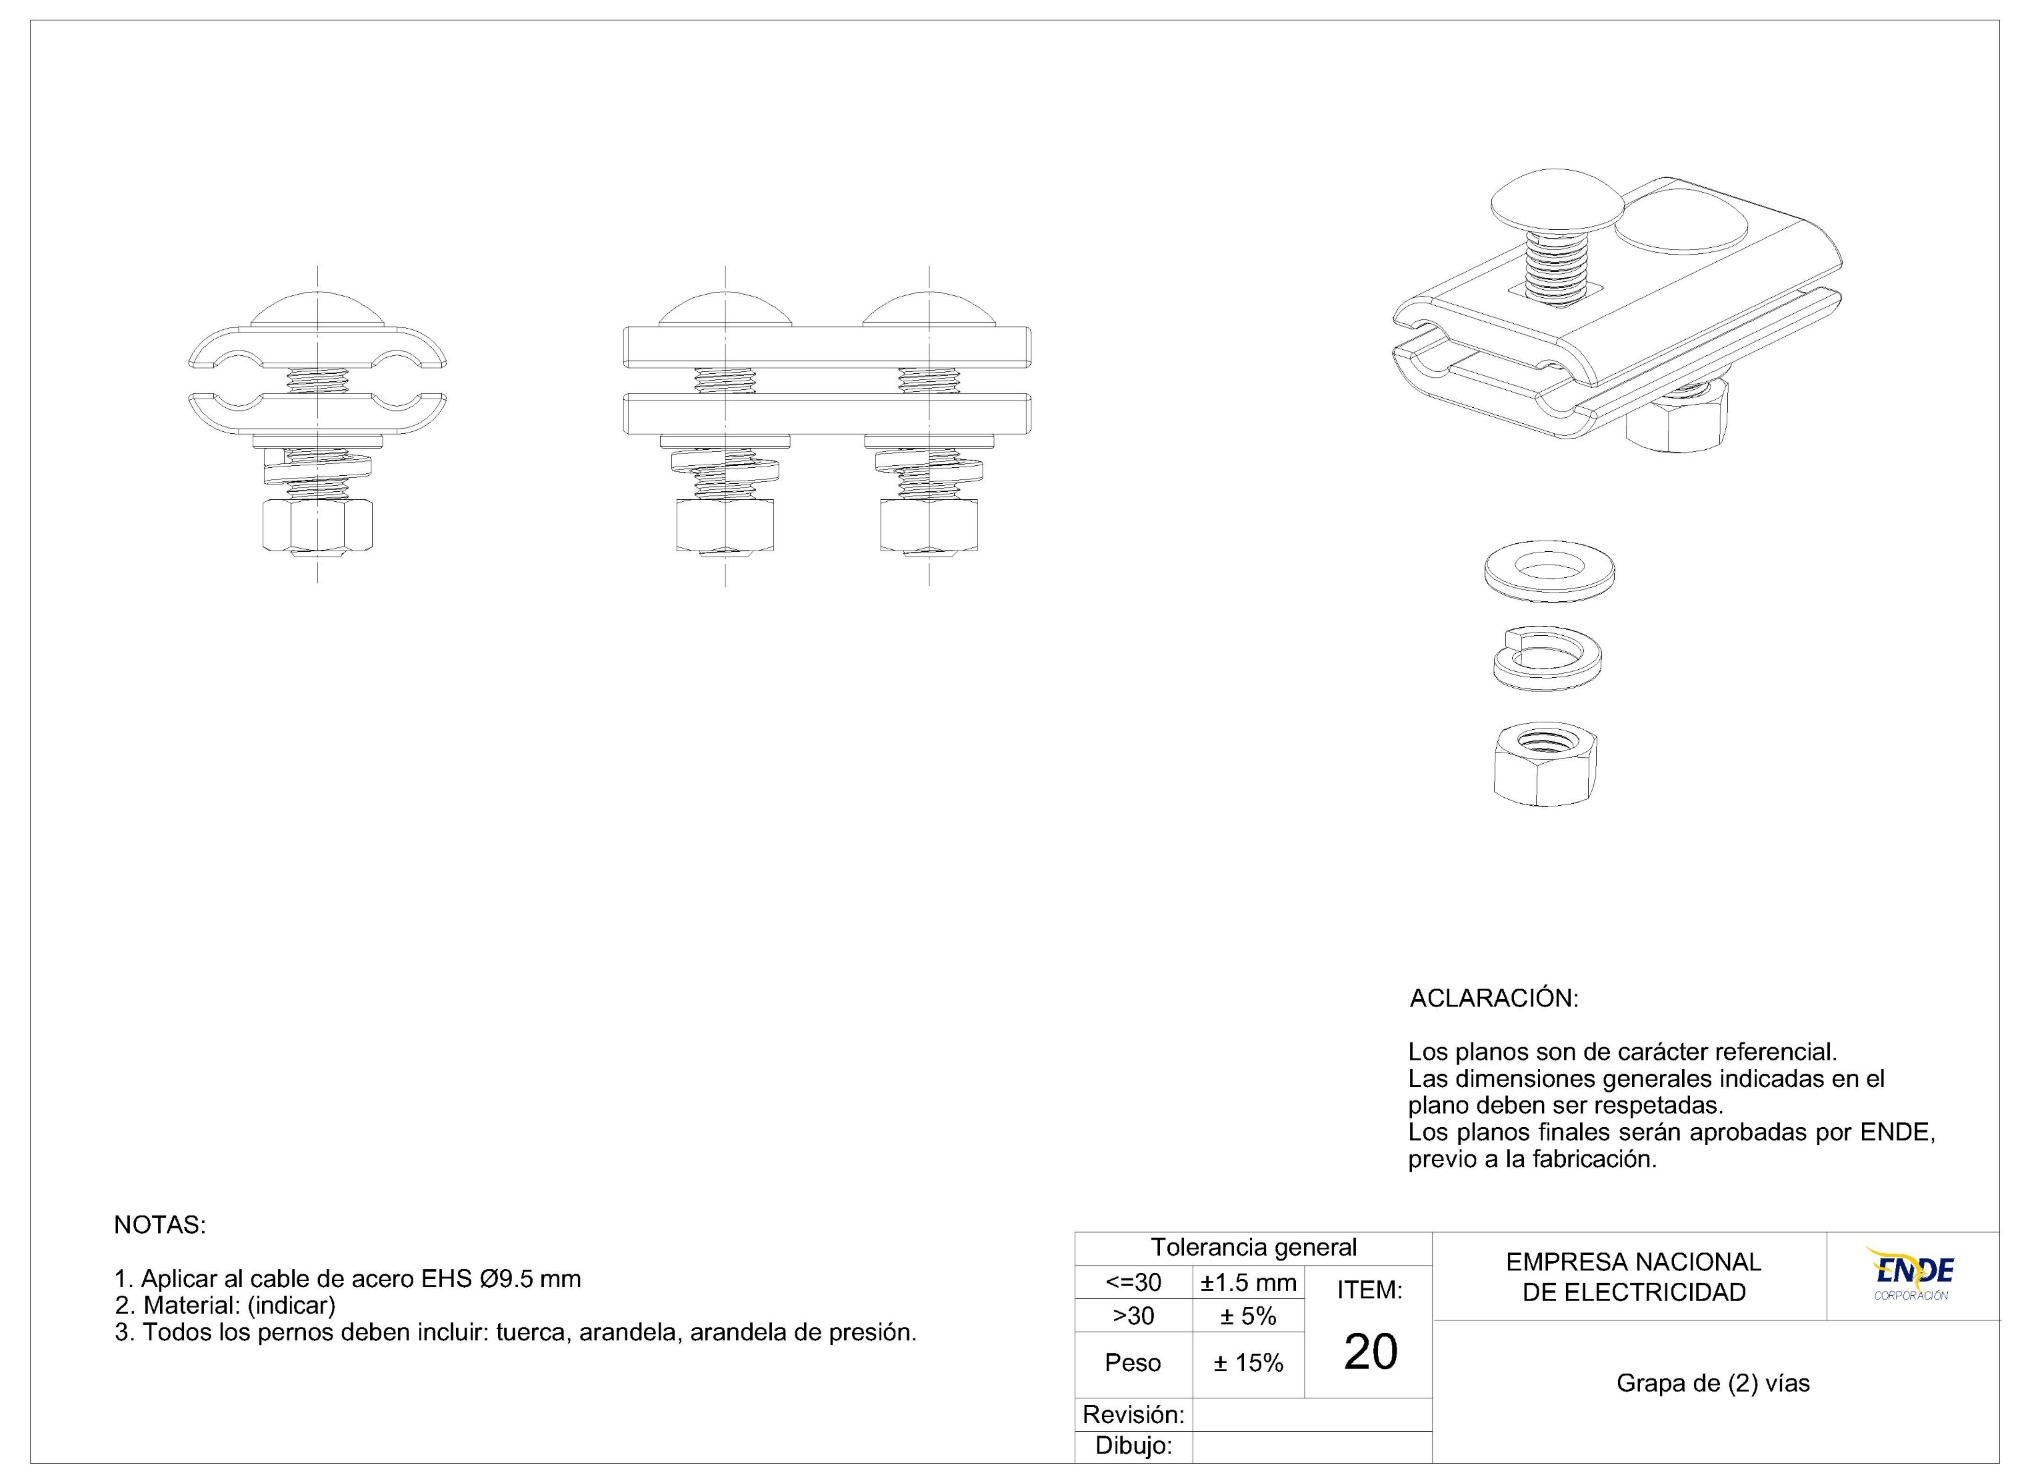 ACLARACIÓN:
Los planos son de carácter referencial.
Las dimensiones generales indicadas en el
plano deben ser respetadas.
Los planos finales serán aprobadas por ENDE,
previo a la fabricación.
NOTAS:
1. Aplicar al cable de acero EHS Ø9.5 mm
2. Material: (indicar)
3. Todos los pernos deben incluir: tuerca, arandela, arandela de presión.
Tolerancia general
<=30 ±1.5 mm
>30 ± 5%
Peso ± 15%
ITEM:
20
Revisión:
Dibujo:
EMPRESA NACIONAL
DE ELECTRICIDAD
ENDE
CORPORACIÓN
Grapa de (2) vías